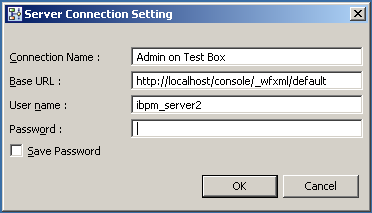 Server Connection Setting
Connection Name : Admin on Test Box
Base URL : http://localhost/console/_wfxml/default
User name : ibpm_server2
Password :
Save Password
OK Cancel